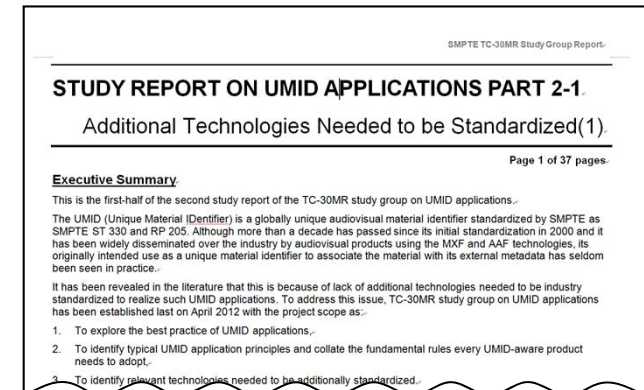 SMPTE TC-30MR Study Group Report
STUDY REPORT ON UMID APPLICATIONS PART 2-1
Additional Technologies Needed to be Standardized(1)
Page 1 of 37 pages
Executive Summary
This is the first-half of the second study report of the TC-30MR study group on UMID applications.
The UMID (Unique Material IDentifier) is a globally unique audiovisual material identifier standardized by SMPTE as
SMPTE ST 330 and RP 205. Although more than a decade has passed since its initial standardization in 2000 and it
has been widely disseminated over the industry by audiovisual products using the MXF and AAF technologies, its
originally intended use as a unique material identifier to associate the material with its external metadata has seldom
been seen in practice.
It has been revealed in the literature that this is because of lack of additional technologies needed to be industry
standardized to realize such UMID applications. To address this issue, TC-30MR study group on UMID applications
has been established last on April 2012 with the project scope as:
1. To explore the best practice of UMID applications,
2. To identify typical UMID application principles and collate the fundamental rules every UMID-aware product
needs to adopt,
3. To identify relevant technologies needed to be additionally standardized.